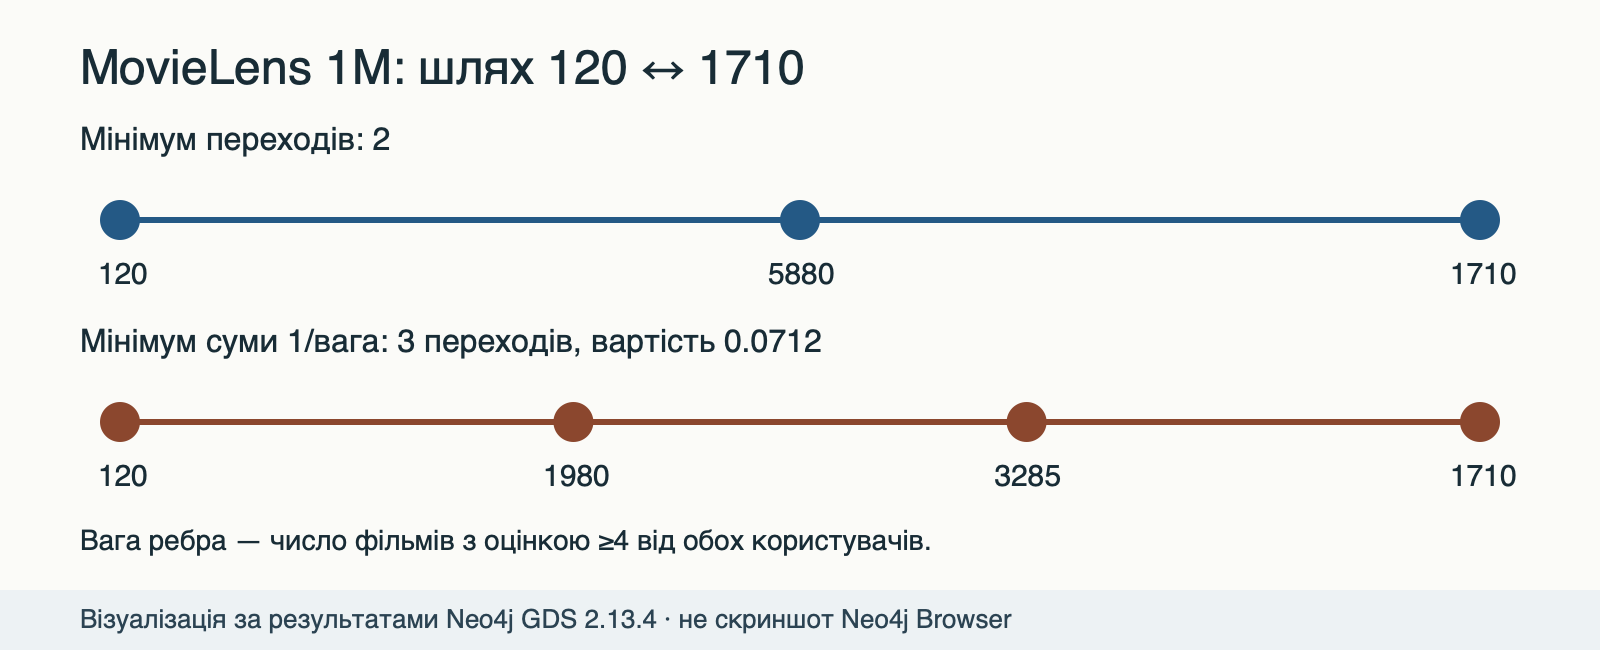 MovieLens 1M: шлях 120 ↔ 1710
Мінімум переходів: 2
120 5880 1710
Мінімум суми 1/вага: 3 переходів, вартість 0.0712
120 1980 3285 1710
Вага ребра — число фільмів з оцінкою ≥4 від обох користувачів.
Візуалізація за результатами Neo4j GDS 2.13.4 · не скриншот Neo4j Browser